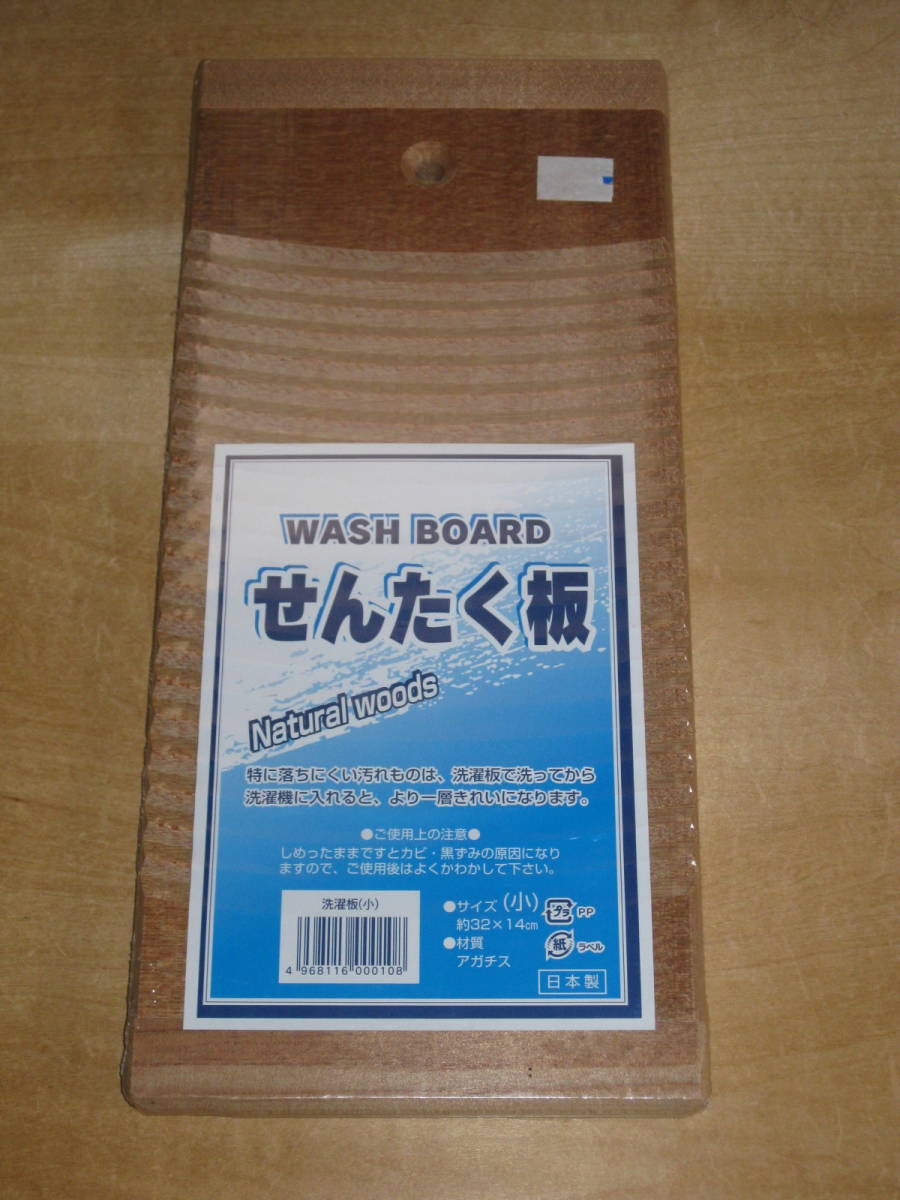 WASH BOARD
せんたく板
Natural woods
特に落ちにくい汚れものは、洗濯板で洗ってから
洗濯機に入れると、より一層きれいになります。
●ご使用上の注意●
しめったままですとカビ・黒ずみの原因になり
ますので、ご使用後はよくかわかして下さい。
洗濯板(小)
4 968116 000108
●サイズ (小)
約32×14cm
●材質
アガチス
プラ PP
紙 ラベル
日本製